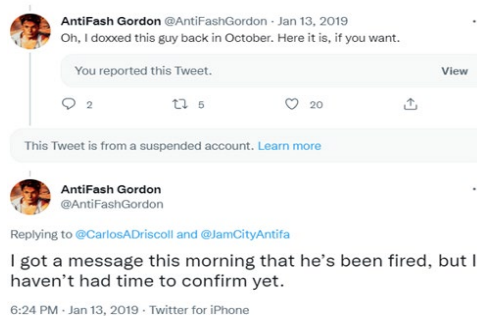 AntiFash Gordon @AntiFashGordon · Jan 13, 2019
Oh, I doxxed this guy back in October. Here it is, if you want.
You reported this Tweet. View
2 5 20
This Tweet is from a suspended account. Learn more
AntiFash Gordon
@AntiFashGordon
Replying to @CarlosADriscoll and @JamCityAntifa
I got a message this morning that he's been fired, but I
haven't had time to confirm yet.
6:24 PM · Jan 13, 2019 · Twitter for iPhone